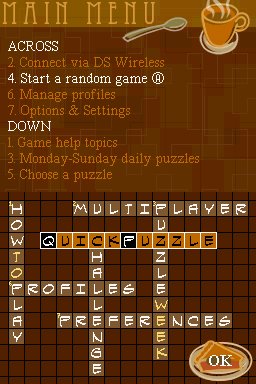 MAIN MENU
ACROSS
2. Connect via DS Wireless
4. Start a random game
6. Manage profiles
7. Options & Settings
DOWN
1. Game help topics
3. Monday-Sunday daily puzzles
5. Choose a puzzle
HOWTOPLAY
MULTIPLAYER
PUZZLEWEEK
QUICKPUZZLE
CHALLENGE
PROFILES
PREFERENCES
OK